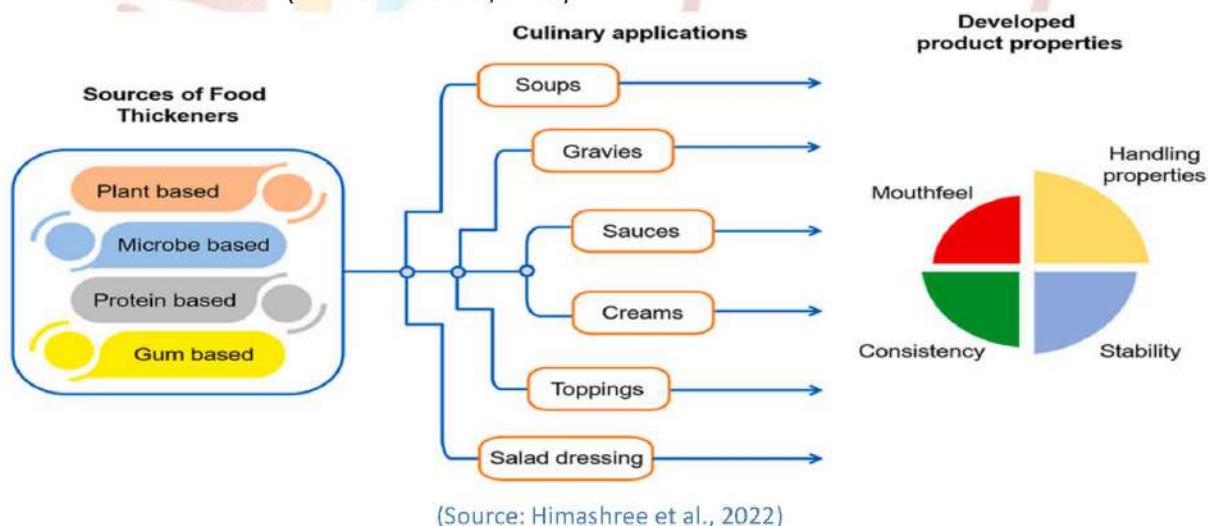 Culinary applications
Developed
product properties
Sources of Food
Thickeners
Plant based
Microbe based
Protein based
Gum based
Soups
Gravies
Sauces
Creams
Toppings
Salad dressing
Mouthfeel
Handling
properties
Consistency
Stability
(Source: Himashree et al., 2022)